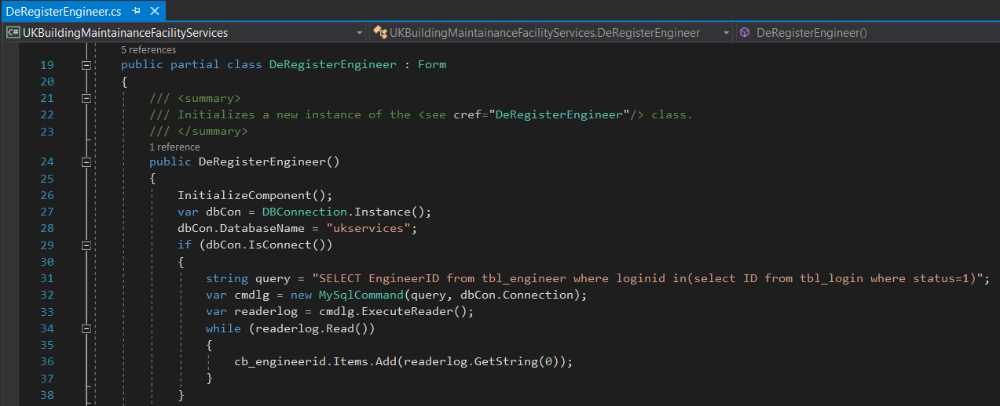 DeRegisterEngineer.cs
UKBuildingMaintainanceFacilityServices UKBuildingMaintainanceFacilityServices.DeRegisterEngineer DeRegisterEngineer()
5 references
19 public partial class DeRegisterEngineer : Form
20 {
21 /// <summary>
22 /// Initializes a new instance of the <see cref="DeRegisterEngineer"/> class.
23 /// </summary>
1 reference
24 public DeRegisterEngineer()
25 {
26 InitializeComponent();
27 var dbCon = DBConnection.Instance();
28 dbCon.DatabaseName = "ukservices";
29 if (dbCon.IsConnect())
30 {
31 string query = "SELECT EngineerID from tbl_engineer where loginid in(select ID from tbl_login where status=1)";
32 var cmdlg = new MySqlCommand(query, dbCon.Connection);
33 var readerlog = cmdlg.ExecuteReader();
34 while (readerlog.Read())
35 {
36 cb_engineerid.Items.Add(readerlog.GetString(0));
37 }
38 }